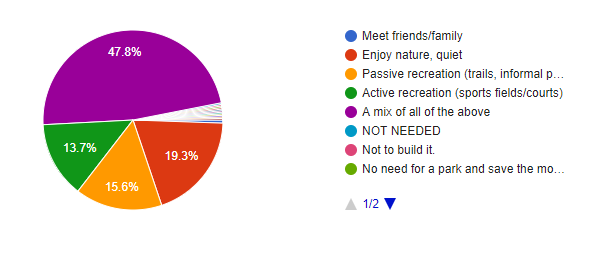 47.8%
13.7%
15.6%
19.3%
Meet friends/family
Enjoy nature, quiet
Passive recreation (trails, informal p…
Active recreation (sports fields/courts)
A mix of all of the above
NOT NEEDED
Not to build it.
No need for a park and save the mo…
1/2